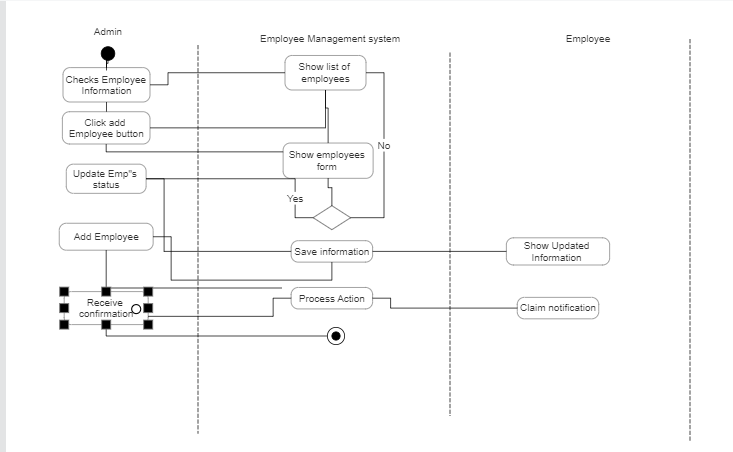 Admin
Employee Management system
Employee
Checks Employee
Information
Show list of
employees
Click add
Employee button
No
Show employees
form
Update Emp"s
status
Yes
Add Employee
Save information
Show Updated
Information
Receive
confirmation
Process Action
Claim notification